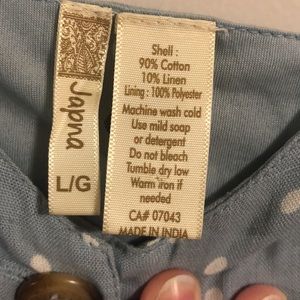 Japna
L/G
Shell :
90% Cotton
10% Linen
Lining : 100% Polyester
Machine wash cold
Use mild soap
or detergent
Do not bleach
Tumble dry low
Warm iron if
needed
CA# 07043
MADE IN INDIA